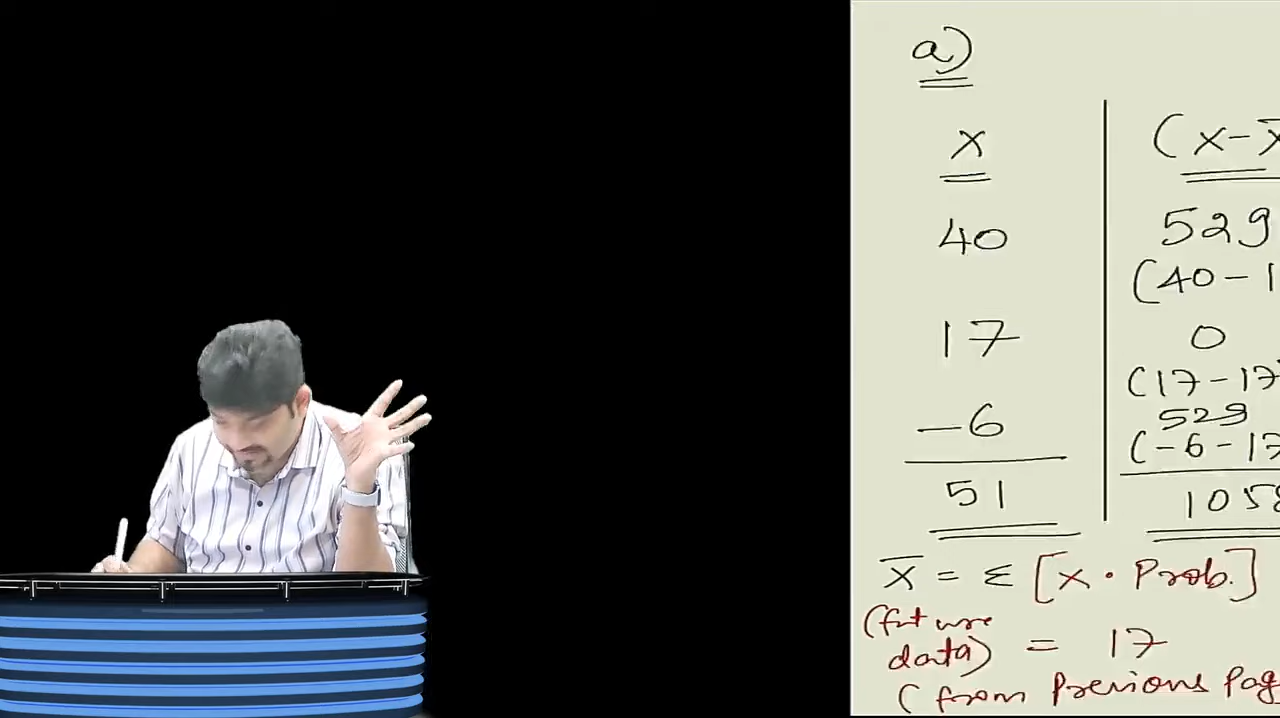 a)
x (x-x̄
40 529
(40-1
17 0
(17-17
-6 529
(-6-17
51 1058
x̄ = Σ [x · Prob.]
(future
data) = 17
(from Previous Pag